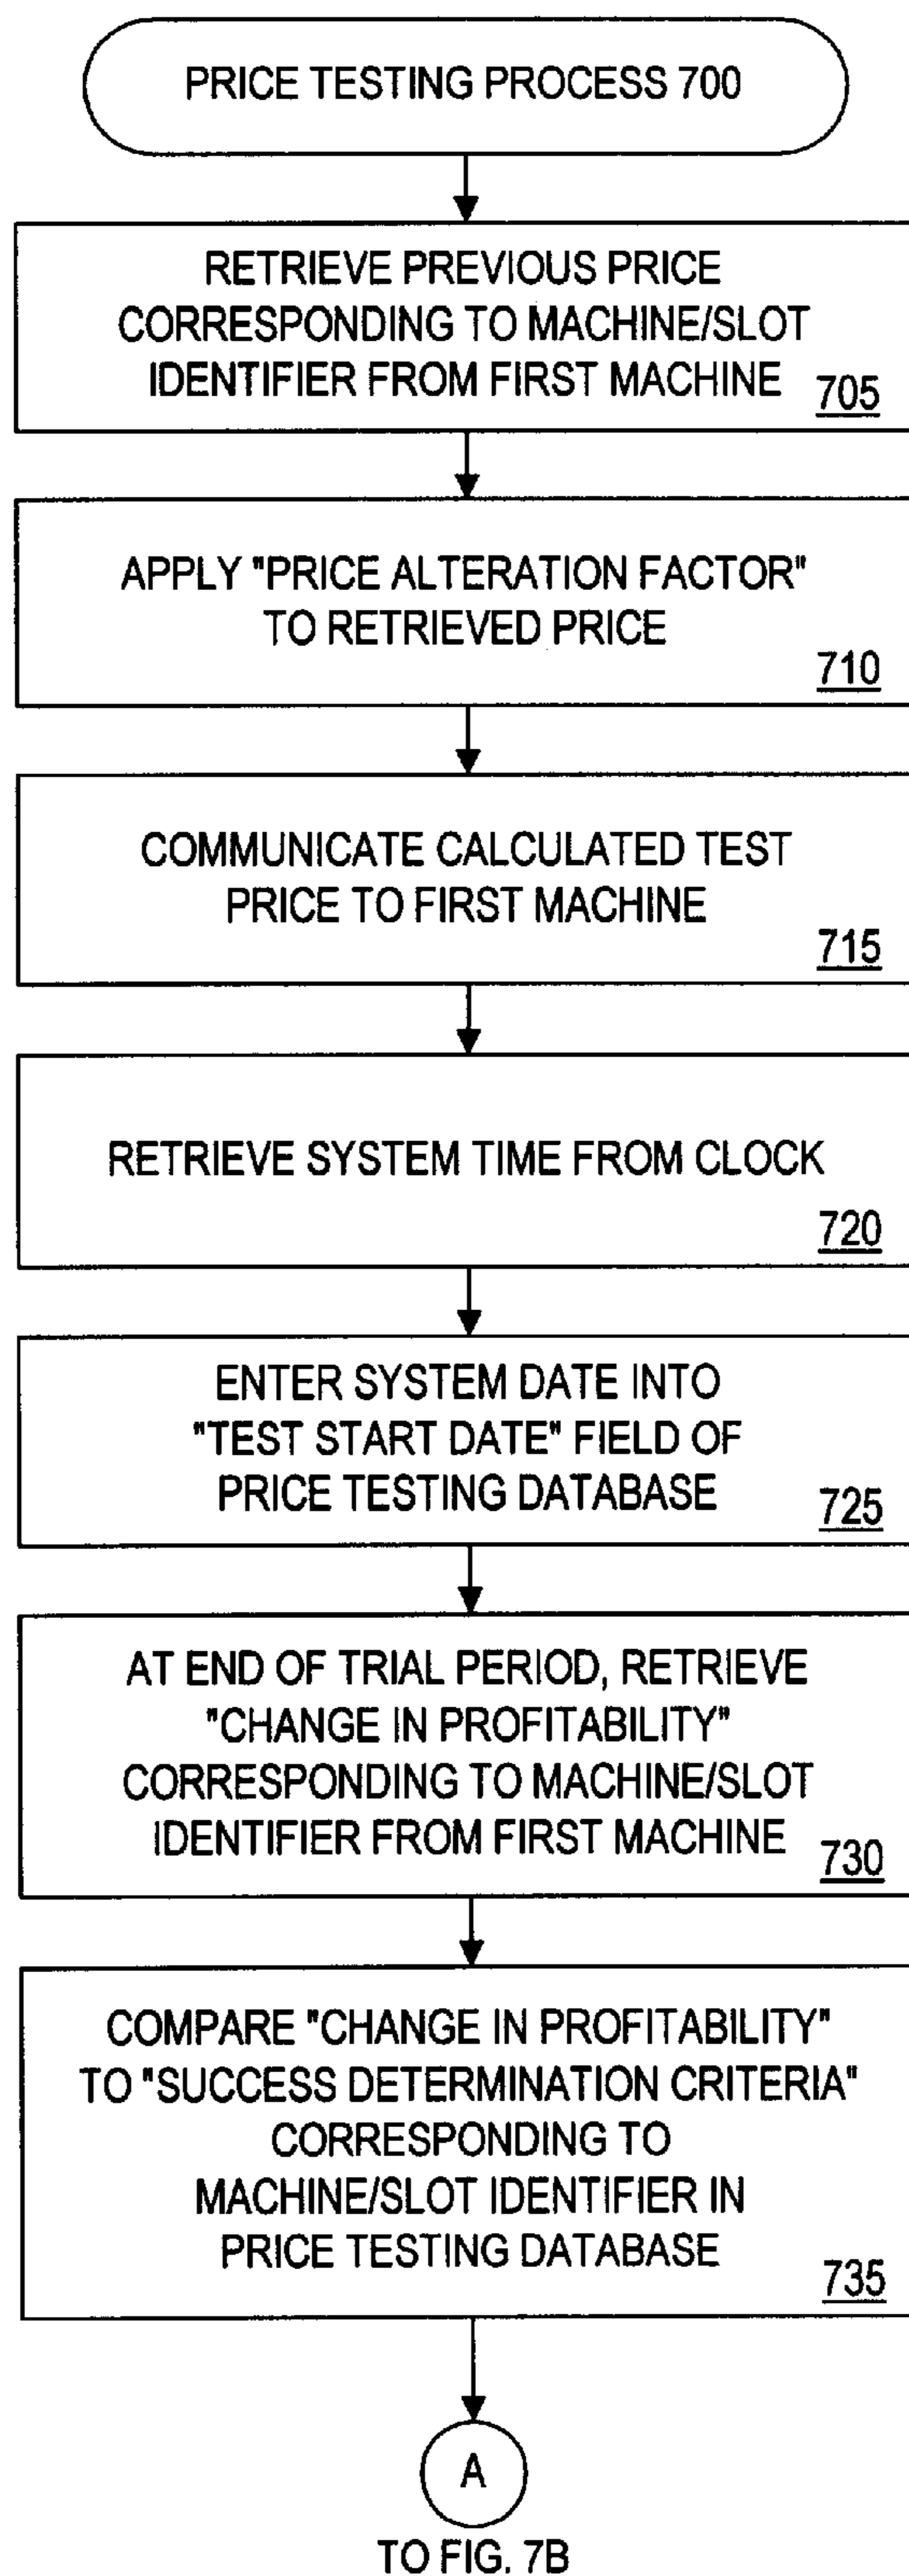 PRICE TESTING PROCESS 700
RETRIEVE PREVIOUS PRICE
CORRESPONDING TO MACHINE/SLOT
IDENTIFIER FROM FIRST MACHINE
705
APPLY "PRICE ALTERATION FACTOR"
TO RETRIEVED PRICE
710
COMMUNICATE CALCULATED TEST
PRICE TO FIRST MACHINE
715
RETRIEVE SYSTEM TIME FROM CLOCK
720
ENTER SYSTEM DATE INTO
"TEST START DATE" FIELD OF
PRICE TESTING DATABASE
725
AT END OF TRIAL PERIOD, RETRIEVE
"CHANGE IN PROFITABILITY"
CORRESPONDING TO MACHINE/SLOT
IDENTIFIER FROM FIRST MACHINE
730
COMPARE "CHANGE IN PROFITABILITY"
TO "SUCCESS DETERMINATION CRITERIA"
CORRESPONDING TO
MACHINE/SLOT IDENTIFIER IN
PRICE TESTING DATABASE
735
A
TO FIG. 7B